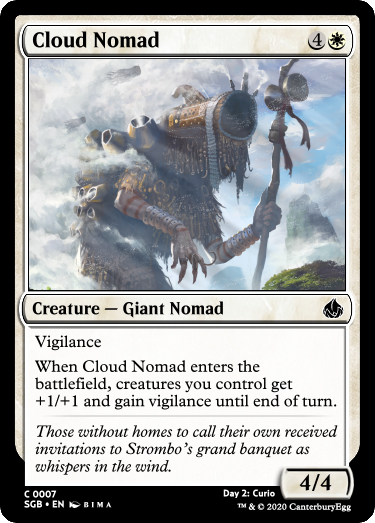 Cloud Nomad 4
Creature — Giant Nomad
Vigilance
When Cloud Nomad enters the
battlefield, creatures you control get
+1/+1 and gain vigilance until end of turn.
Those without homes to call their own received
invitations to Strombo's grand banquet as
whispers in the wind.
4/4
C 0007 Day 2: Curio
SGB • EN BIMA ™ & © 2020 CanterburyEgg